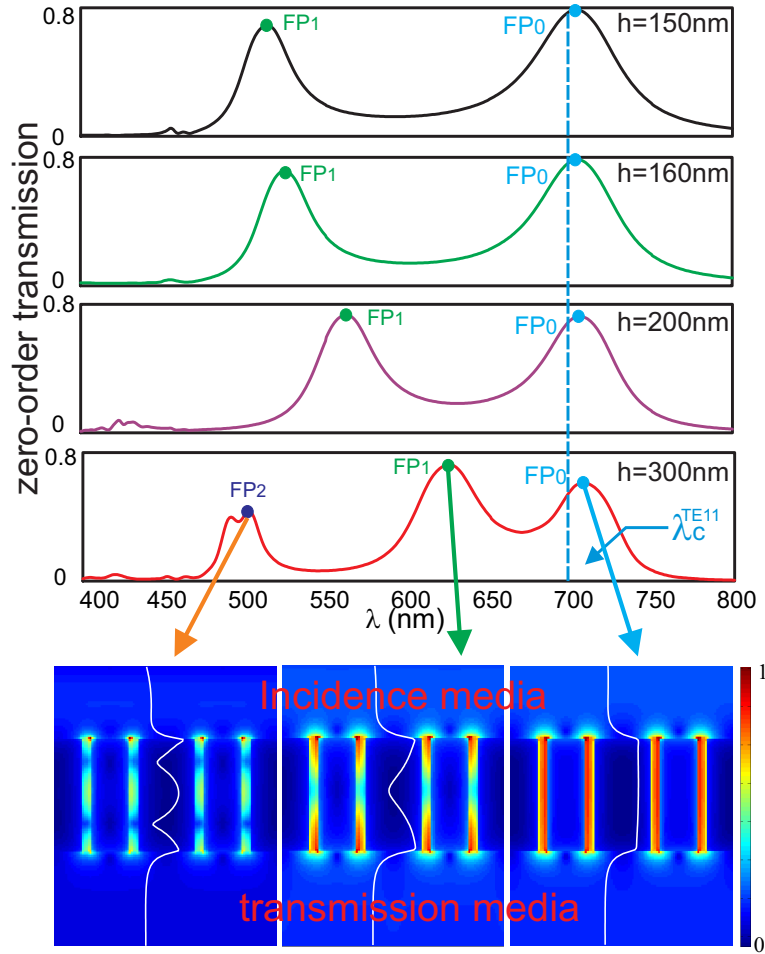 zero-order transmission
0.8
FP1
FP0
h=150nm
0
0.8
FP1
FP0
h=160nm
0
0.8
FP1
FP0
h=200nm
0
0.8
FP2
FP1
FP0
h=300nm
λcTE11
0
400 450 500 550 600 650 700 750 800
λ (nm)
Incidence media
transmission media
1
0